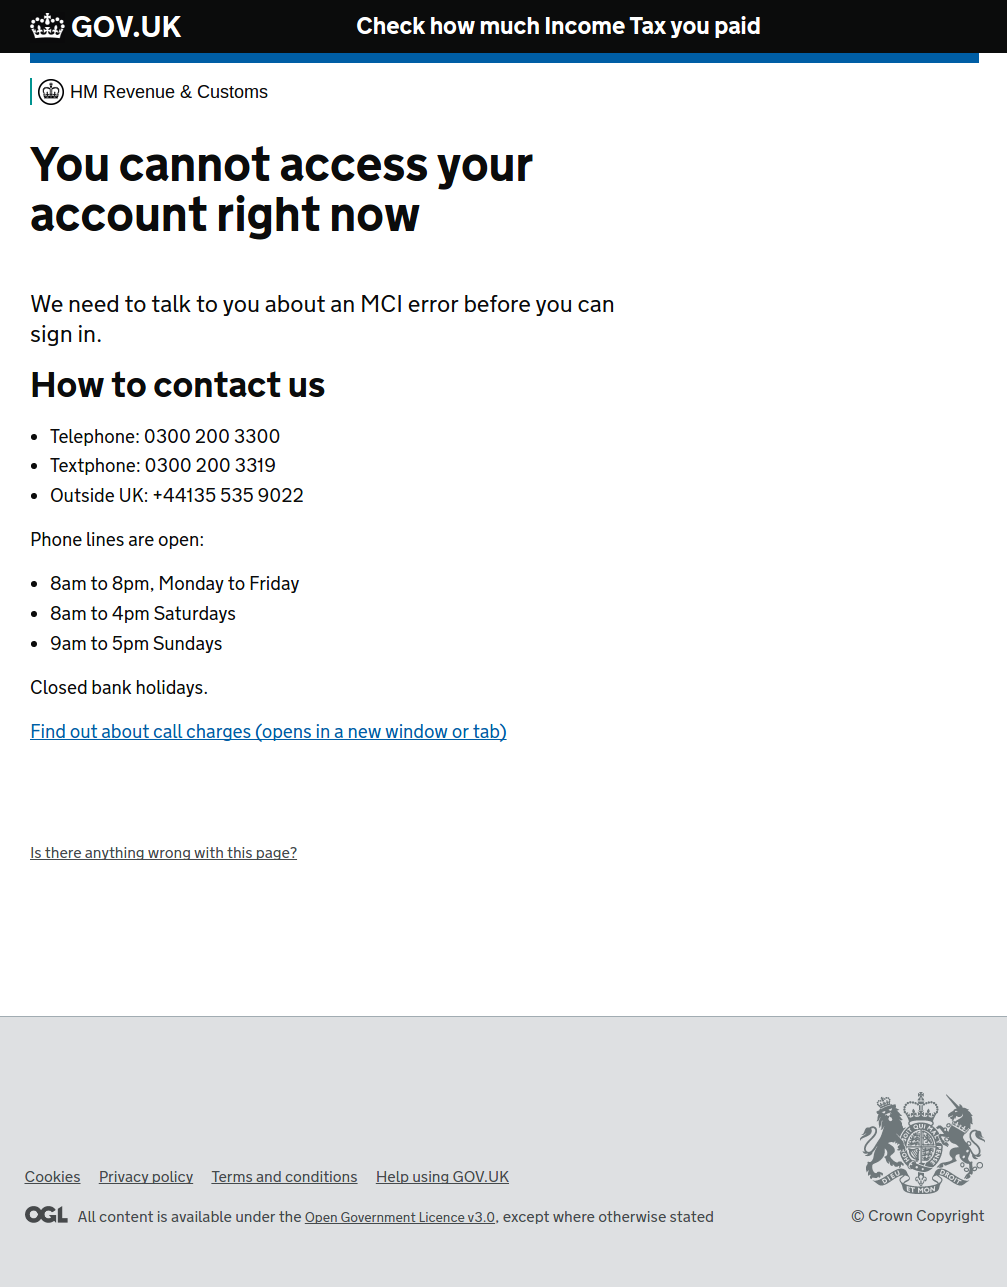 GOV.UK
Check how much Income Tax you paid
HM Revenue & Customs
You cannot access your
account right now
We need to talk to you about an MCI error before you can
sign in.
How to contact us
• Telephone: 0300 200 3300
• Textphone: 0300 200 3319
• Outside UK: +44135 535 9022
Phone lines are open:
• 8am to 8pm, Monday to Friday
• 8am to 4pm Saturdays
• 9am to 5pm Sundays
Closed bank holidays.
Find out about call charges (opens in a new window or tab)
Is there anything wrong with this page?
Cookies Privacy policy Terms and conditions Help using GOV.UK
OGL All content is available under the Open Government Licence v3.0, except where otherwise stated
DIEU ET MON DROIT
© Crown Copyright